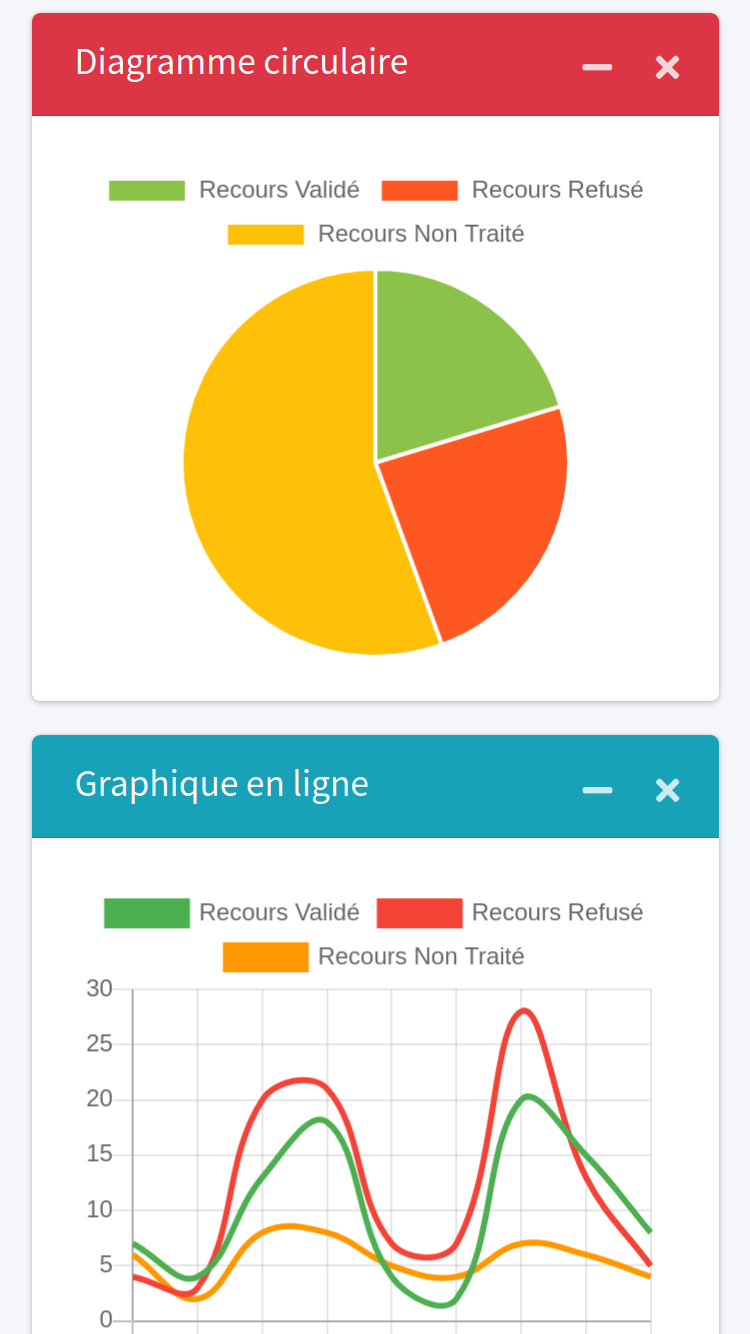 Diagramme circulaire
Recours Validé Recours Refusé
Recours Non Traité
Graphique en ligne
Recours Validé Recours Refusé
Recours Non Traité
30
25
20
15
10
5
0